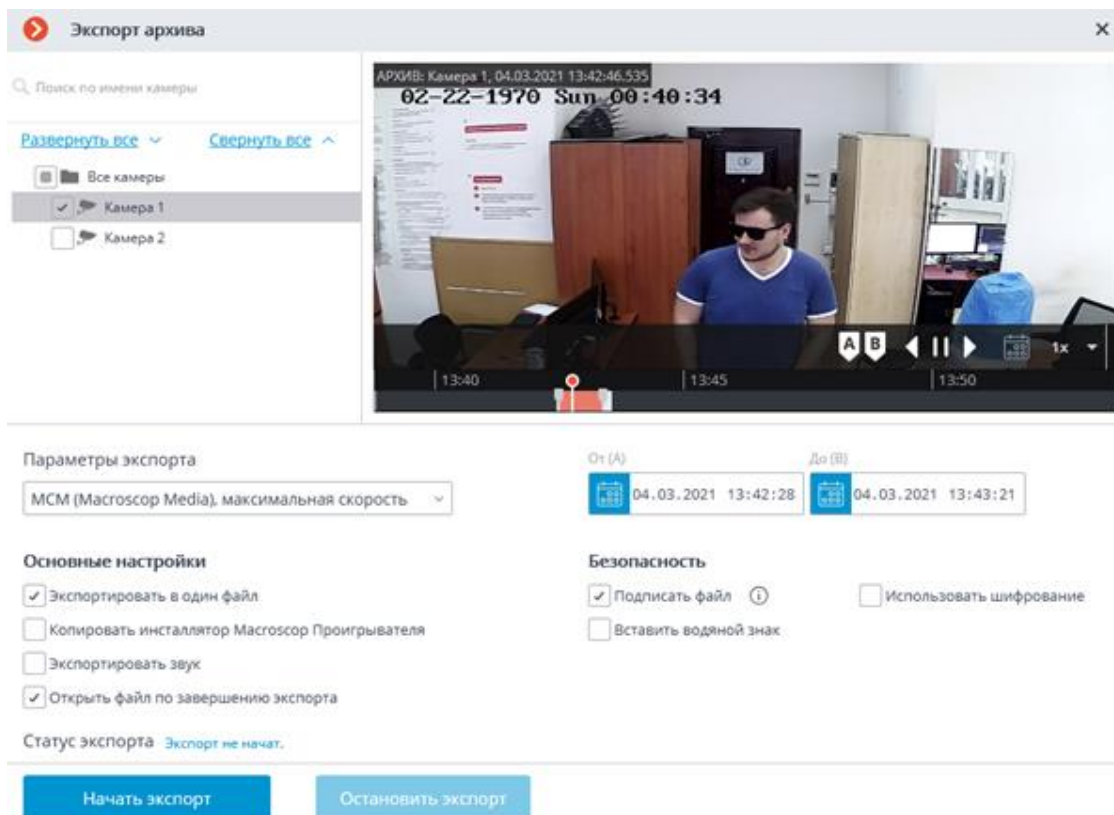 Экспорт архива
Поиск по имени камеры
Развернуть все
Свернуть все
Все камеры
Камера 1
Камера 2
АРХИВ: Камера 1, 04.03.2021 13:42:46.535
02-22-1970 Sun 00:40:34
A B 1x
13:40 13:45 13:50
Параметры экспорта
От (A) До (B)
MCM (Macroscop Media), максимальная скорость 04.03.2021 13:42:28 04.03.2021 13:43:21
Основные настройки Безопасность
Экспортировать в один файл Подписать файл Использовать шифрование
Копировать инсталлятор Macroscop Проигрывателя Вставить водяной знак
Экспортировать звук
Открыть файл по завершению экспорта
Статус экспорта Экспорт не начат.
Начать экспорт Остановить экспорт